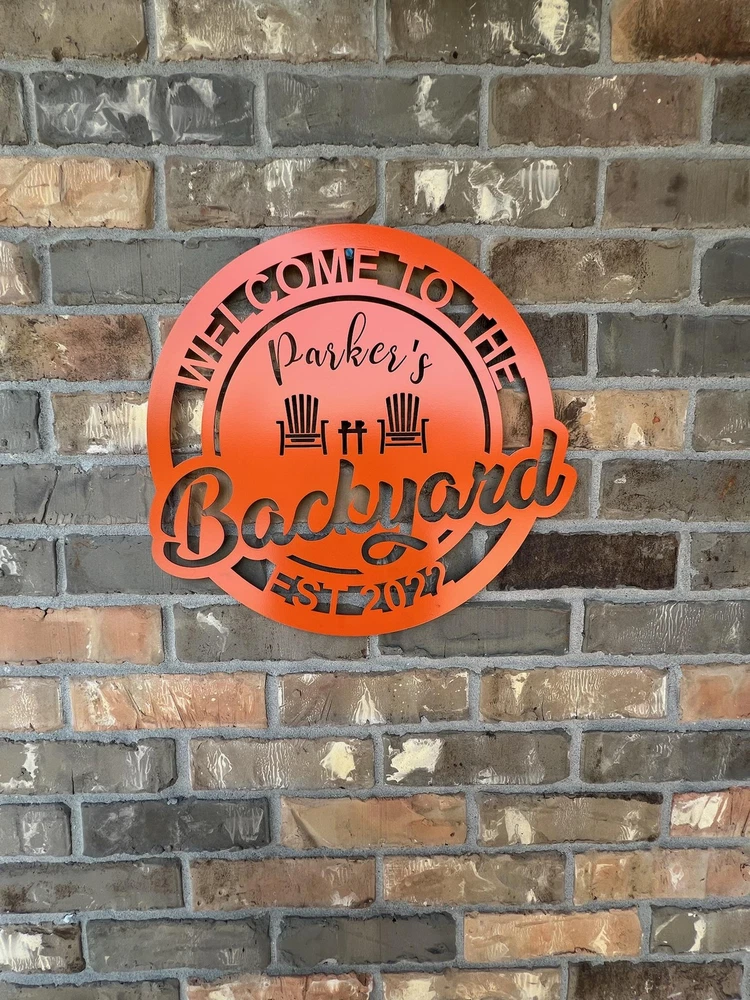 WELCOME TO THE
Parker's
Backyard
EST 2022